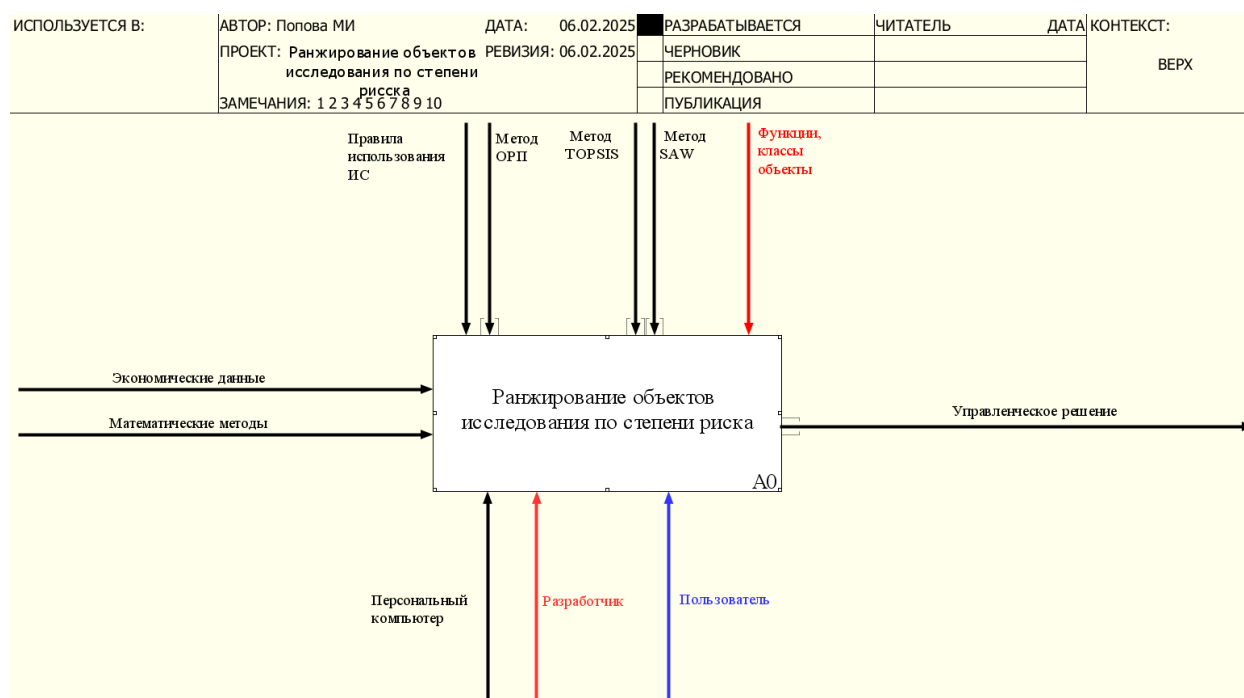 ИСПОЛЬЗУЕТСЯ В:
АВТОР: Попова МИ
ДАТА: 06.02.2025
РАЗРАБАТЫВАЕТСЯ
ЧИТАТЕЛЬ
ДАТА
КОНТЕКСТ:
ПРОЕКТ: Ранжирование объектов
исследования по степени
рисска
РЕВИЗИЯ: 06.02.2025
ЧЕРНОВИК
ВЕРХ
РЕКОМЕНДОВАНО
ЗАМЕЧАНИЯ: 1 2 3 4 5 6 7 8 9 10
ПУБЛИКАЦИЯ
Правила
использования
ИС
Метод
ОРП
Метод
TOPSIS
Метод
SAW
Функции,
классы
объекты
Экономические данные
Математические методы
Ранжирование объектов
исследования по степени риска
A0
Управленческое решение
Персональный
компьютер
Разработчик
Пользователь